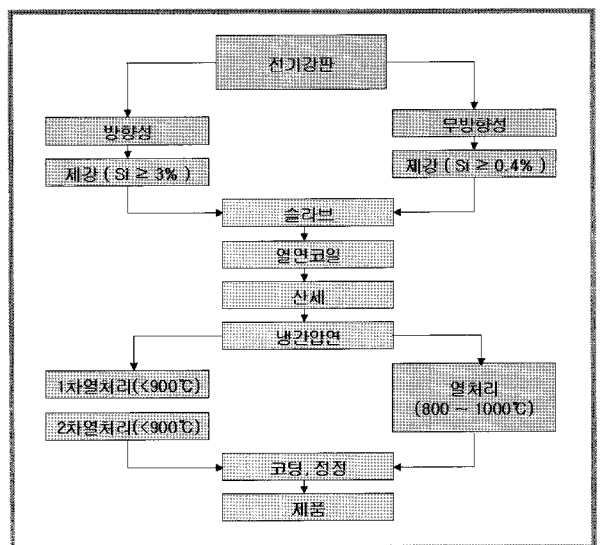 전기강판
방향성
무방향성
제강 ( Si ≥ 3% )
제강 ( Si ≥ 0.4% )
슬라브
열연코일
산세
냉간압연
1차열처리(<900℃)
열처리
(800 ~ 1000℃)
2차열처리(<900℃)
코팅, 정정
제품